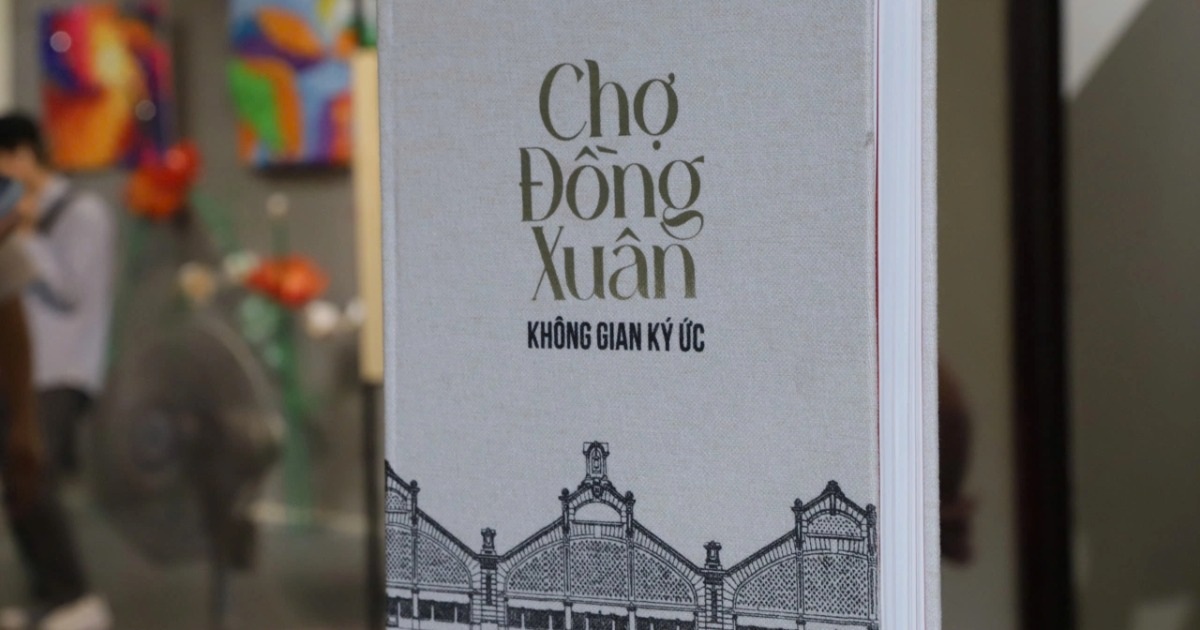 Chợ
Đồng
Xuân
KHÔNG GIAN KÝ ỨC